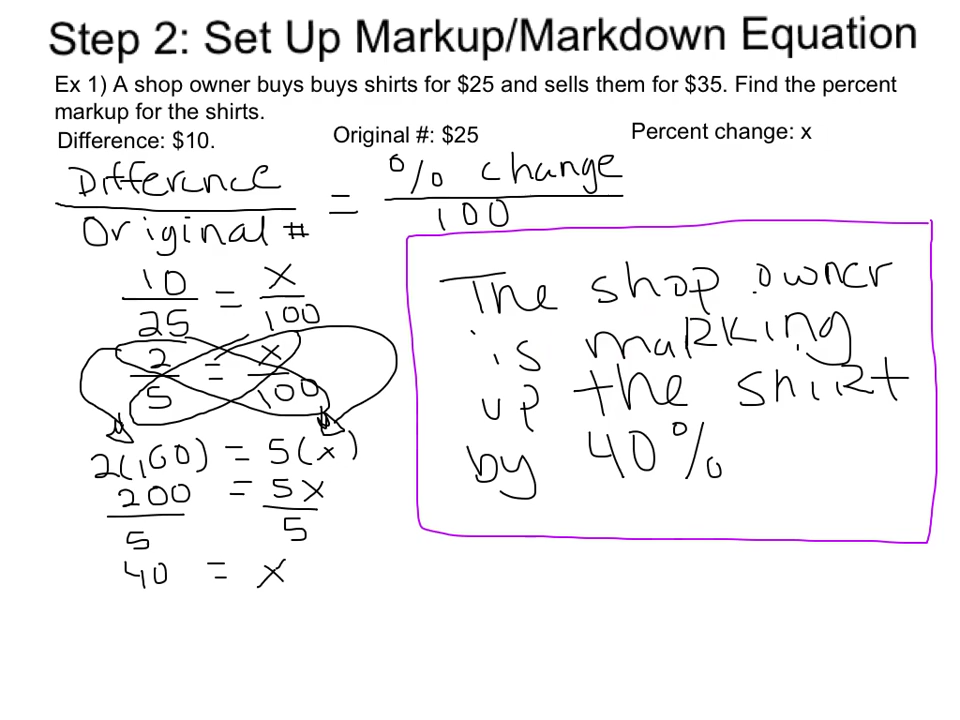 Step 2: Set Up Markup/Markdown Equation
Ex 1) A shop owner buys buys shirts for $25 and sells them for $35. Find the percent
markup for the shirts.
Difference: $10.
Original #: $25
Percent change: x
Difference / Original # = % change / 100
10/25 = x/100
2/5 = x/100
2(100) = 5(x)
200/5 = 5x/5
40 = x
The shop owner
is marking
up the shirt
by 40%